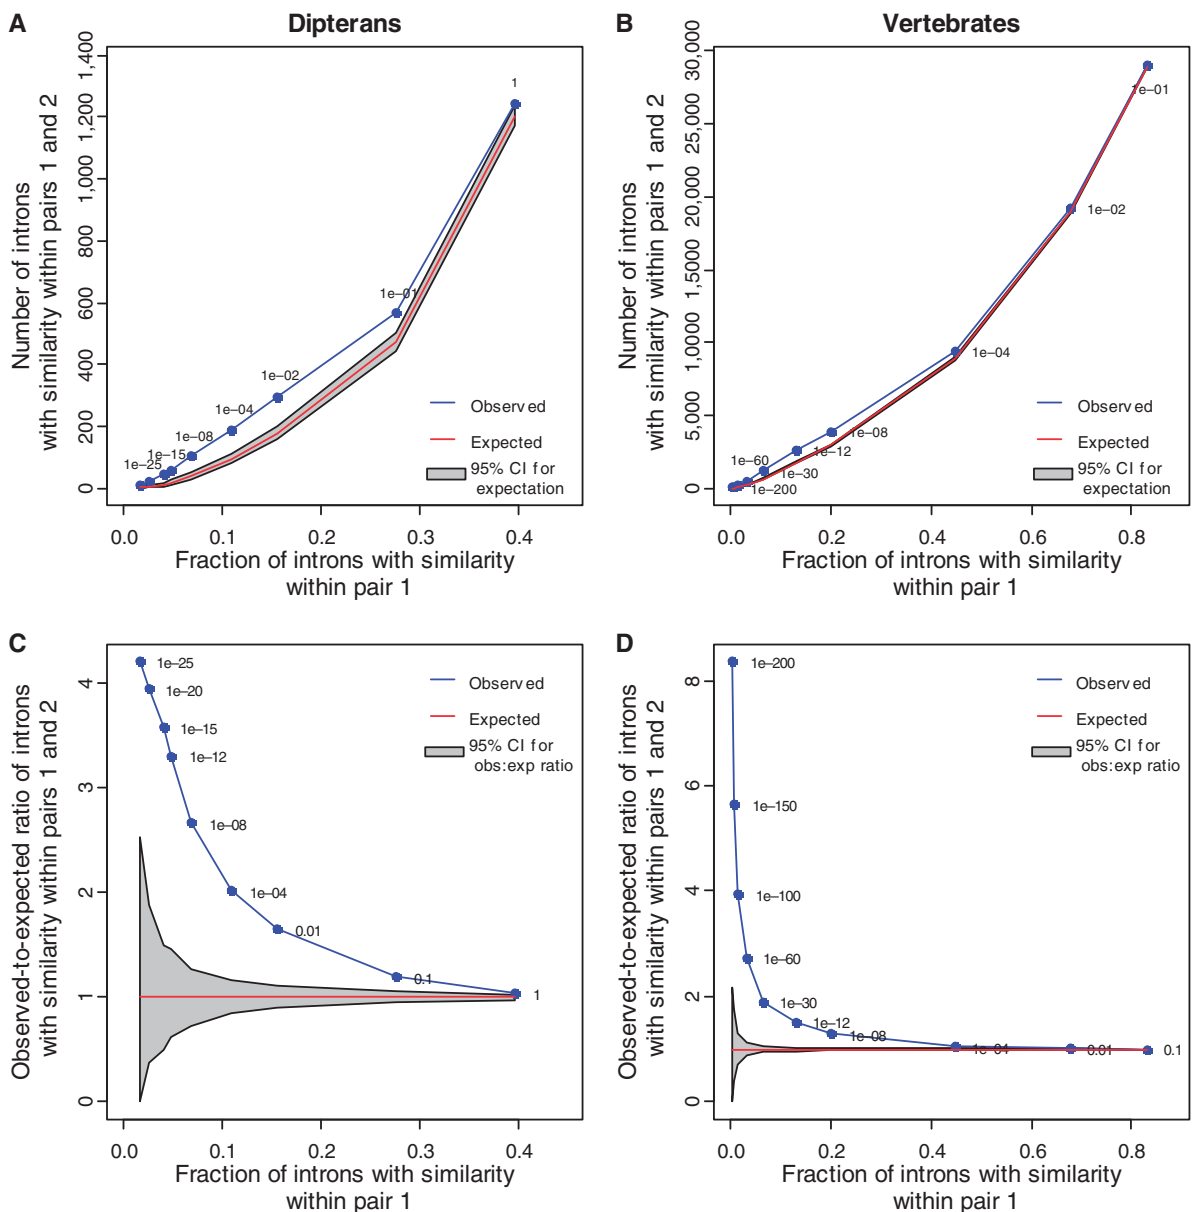 A
Dipterans
Number of introns
with similarity within pairs 1 and 2
1,400
1,200
1,000
800
600
400
200
0
1
1e–01
1e–02
1e–04
1e–08
1e–15
1e–25
Observed
Expected
95% CI for
expectation
0.0 0.1 0.2 0.3 0.4
Fraction of introns with similarity
within pair 1
B
Vertebrates
Number of introns
with similarity within pairs 1 and 2
30,000
25,000
20,000
1,5000
1,0000
5,000
0
1e–01
1e–02
1e–04
1e–08
1e–12
1e–60
1e–30
1e–200
Observed
Expected
95% CI for
expectation
0.0 0.2 0.4 0.6 0.8
Fraction of introns with similarity
within pair 1
C
Observed-to-expected ratio of introns
with similarity within pairs 1 and 2
4
3
2
1
0
1e–25
1e–20
1e–15
1e–12
1e–08
1e–04
0.01
0.1
1
Observed
Expected
95% CI for
obs:exp ratio
0.0 0.1 0.2 0.3 0.4
Fraction of introns with similarity
within pair 1
D
Observed-to-expected ratio of introns
with similarity within pairs 1 and 2
8
6
4
2
0
1e–200
1e–150
1e–100
1e–60
1e–30
1e–12
1e–08
1e–04
0.01
0.1
Observed
Expected
95% CI for
obs:exp ratio
0.0 0.2 0.4 0.6 0.8
Fraction of introns with similarity
within pair 1